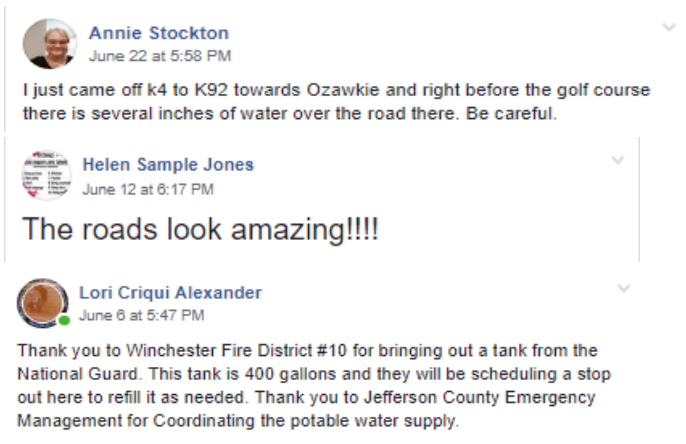 Annie Stockton
June 22 at 5:58 PM
I just came off k4 to K92 towards Ozawkie and right before the golf course
there is several inches of water over the road there. Be careful.
Helen Sample Jones
June 12 at 6:17 PM
The roads look amazing!!!!
Lori Criqui Alexander
June 6 at 5:47 PM
Thank you to Winchester Fire District #10 for bringing out a tank from the
National Guard. This tank is 400 gallons and they will be scheduling a stop
out here to refill it as needed. Thank you to Jefferson County Emergency
Management for Coordinating the potable water supply.